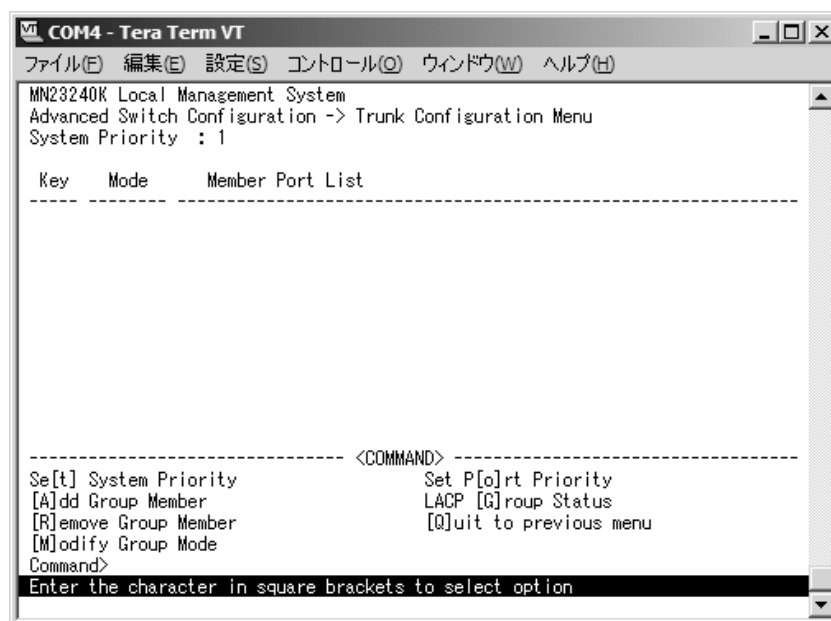 COM4 - Tera Term VT
ファイル(F) 編集(E) 設定(S) コントロール(O) ウィンドウ(W) ヘルプ(H)
MN23240K Local Management System
Advanced Switch Configuration -> Trunk Configuration Menu
System Priority : 1
Key Mode Member Port List
----- -------- ---------------------------------------------------------------
-------------------------------- <COMMAND> -----------------------------------
Se[t] System Priority Set P[o]rt Priority
[A]dd Group Member LACP [G]roup Status
[R]emove Group Member [Q]uit to previous menu
[M]odify Group Mode
Command>
Enter the character in square brackets to select option